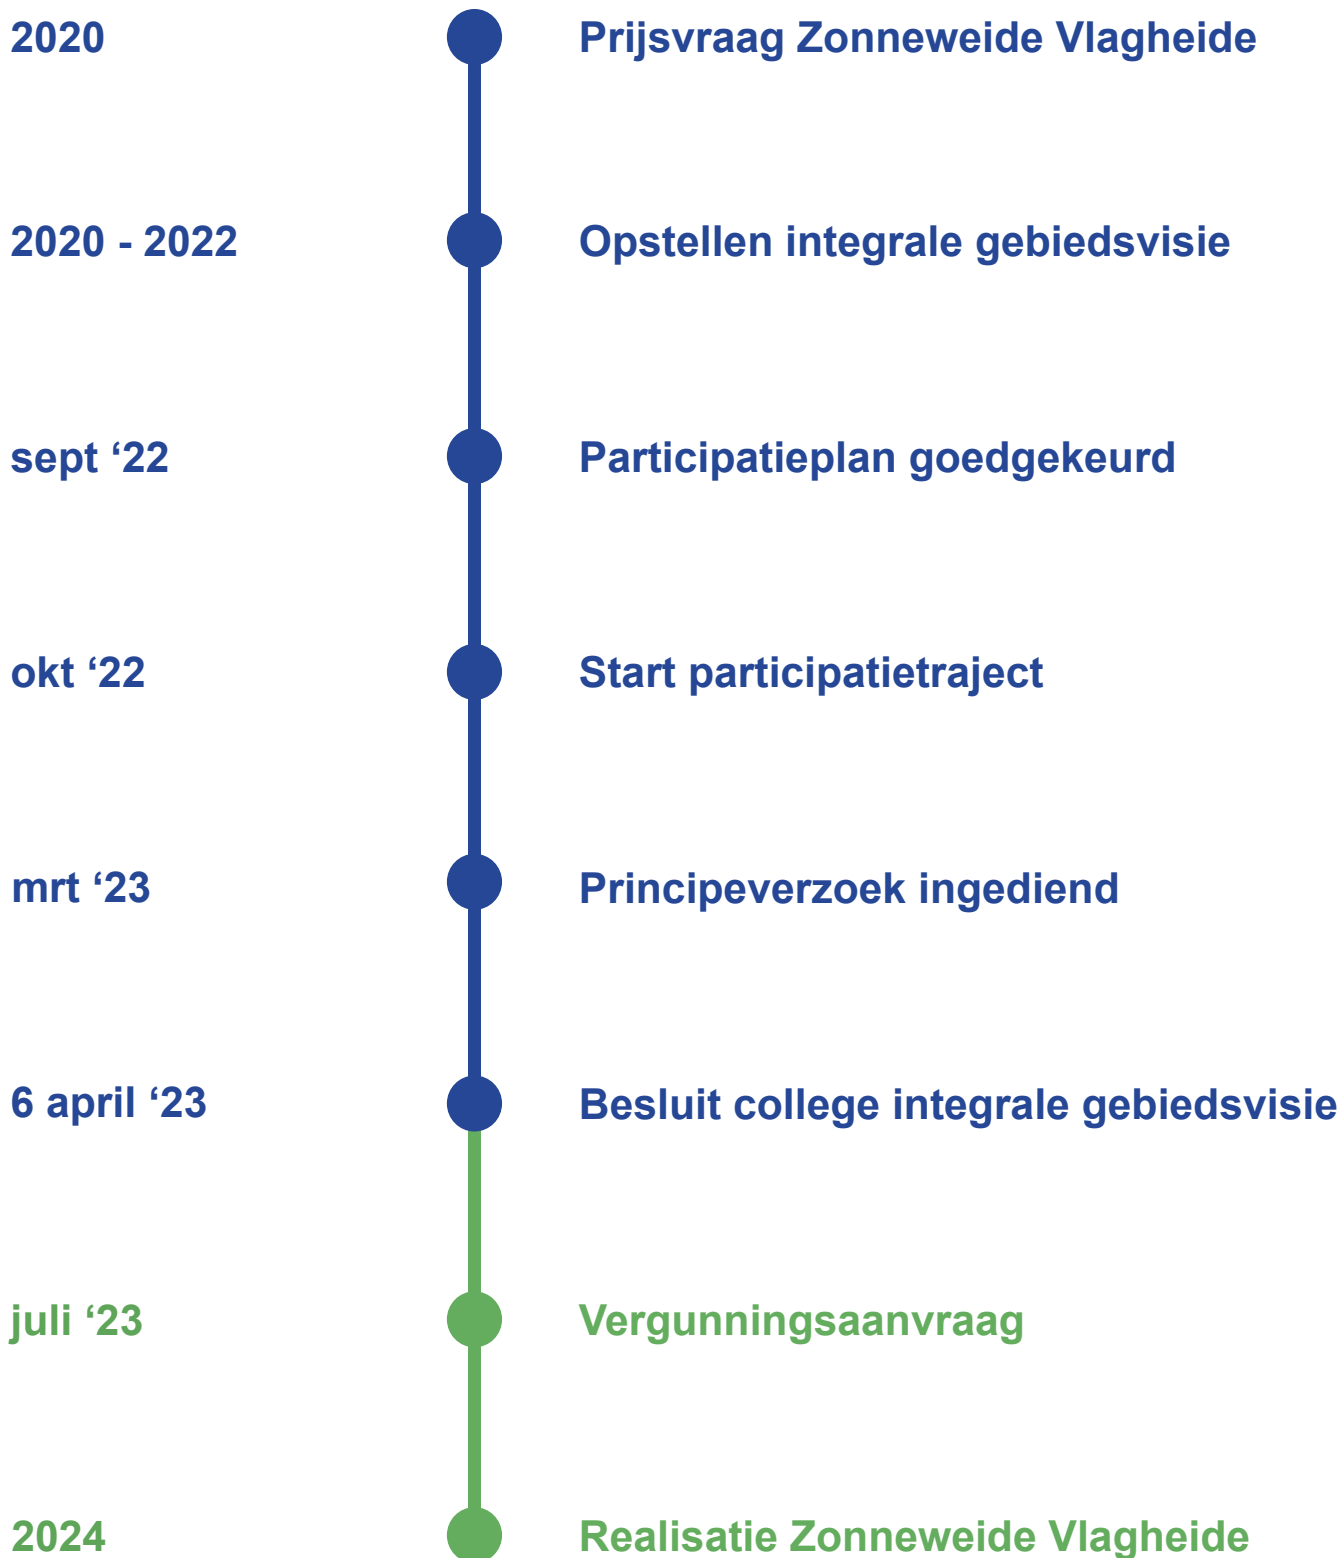 2020 Prijsvraag Zonneweide Vlagheide
2020 - 2022 Opstellen integrale gebiedsvisie
sept ‘22 Participatieplan goedgekeurd
okt ‘22 Start participatietraject
mrt ‘23 Principeverzoek ingediend
6 april ‘23 Besluit college integrale gebiedsvisie
juli ‘23 Vergunningsaanvraag
2024 Realisatie Zonneweide Vlagheide